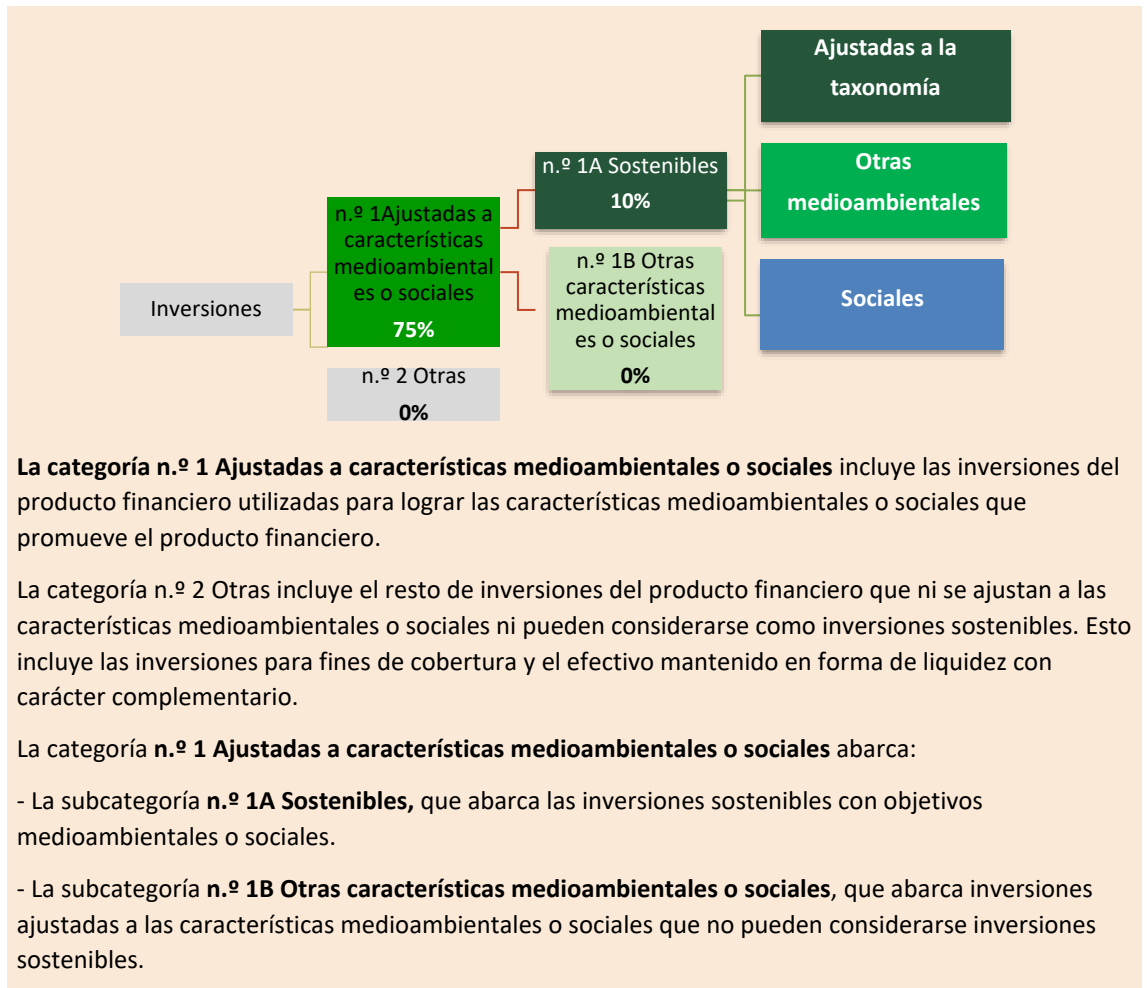 Ajustadas a la
taxonomía
n.º 1A Sostenibles
10%
Otras
medioambientales
n.º 1Ajustadas a
características
medioambiental
es o sociales
75%
n.º 1B Otras
características
medioambiental
es o sociales
0%
Sociales
Inversiones
n.º 2 Otras
0%
La categoría n.º 1 Ajustadas a características medioambientales o sociales incluye las inversiones del
producto financiero utilizadas para lograr las características medioambientales o sociales que
promueve el producto financiero.
La categoría n.º 2 Otras incluye el resto de inversiones del producto financiero que ni se ajustan a las
características medioambientales o sociales ni pueden considerarse como inversiones sostenibles. Esto
incluye las inversiones para fines de cobertura y el efectivo mantenido en forma de liquidez con
carácter complementario.
La categoría n.º 1 Ajustadas a características medioambientales o sociales abarca:
- La subcategoría n.º 1A Sostenibles, que abarca las inversiones sostenibles con objetivos
medioambientales o sociales.
- La subcategoría n.º 1B Otras características medioambientales o sociales, que abarca inversiones
ajustadas a las características medioambientales o sociales que no pueden considerarse inversiones
sostenibles.